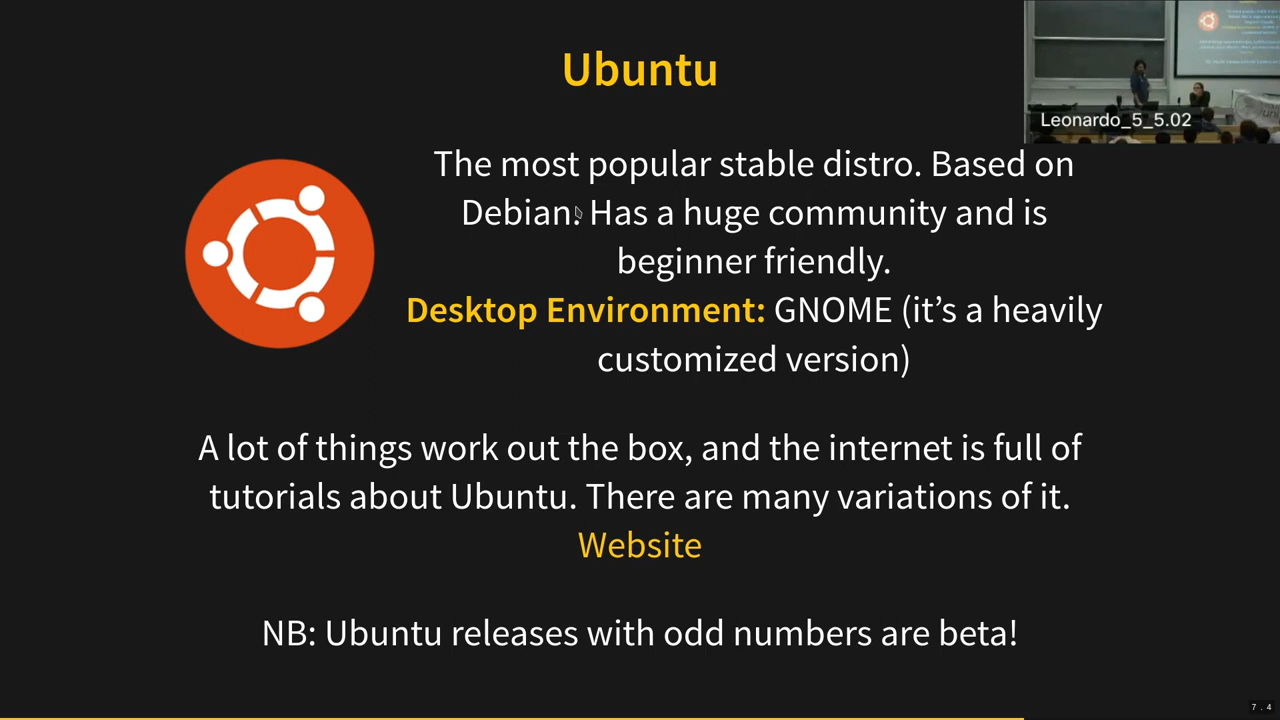 Ubuntu
Leonardo_5_5.02
The most popular stable distro. Based on
Debian. Has a huge community and is
beginner friendly.
Desktop Environment: GNOME (it’s a heavily
customized version)
A lot of things work out the box, and the internet is full of
tutorials about Ubuntu. There are many variations of it.
Website
NB: Ubuntu releases with odd numbers are beta!
7.4